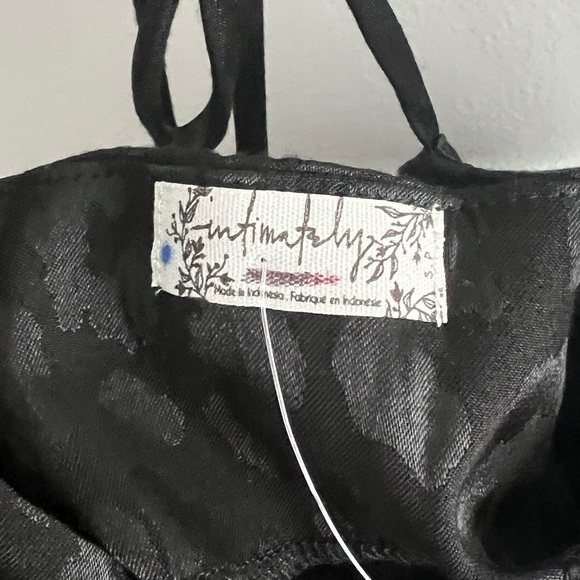 intimately
Made in Indonesia . Fabriqué en Indonésie
S P